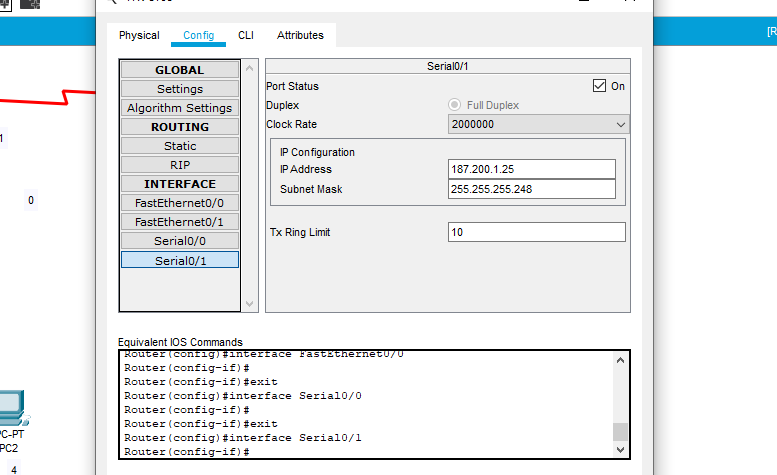 Physical Config CLI Attributes
[R
GLOBAL
Settings
Algorithm Settings
ROUTING
Static
RIP
INTERFACE
FastEthernet0/0
FastEthernet0/1
Serial0/0
Serial0/1
Serial0/1
Port Status On
Duplex Full Duplex
Clock Rate 2000000
IP Configuration
IP Address 187.200.1.25
Subnet Mask 255.255.255.248
Tx Ring Limit 10
Equivalent IOS Commands
Router(config)#interface FastEthernet0/0
Router(config-if)#
Router(config-if)#exit
Router(config)#interface Serial0/0
Router(config-if)#
Router(config-if)#exit
Router(config)#interface Serial0/1
Router(config-if)#
1
0
PC-PT
PC2
4